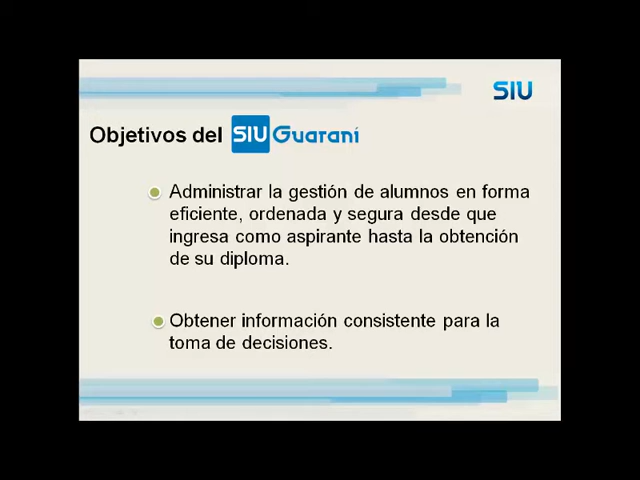 SIU
Objetivos del SIU Guaraní
Administrar la gestión de alumnos en forma
eficiente, ordenada y segura desde que
ingresa como aspirante hasta la obtención
de su diploma.
Obtener información consistente para la
toma de decisiones.